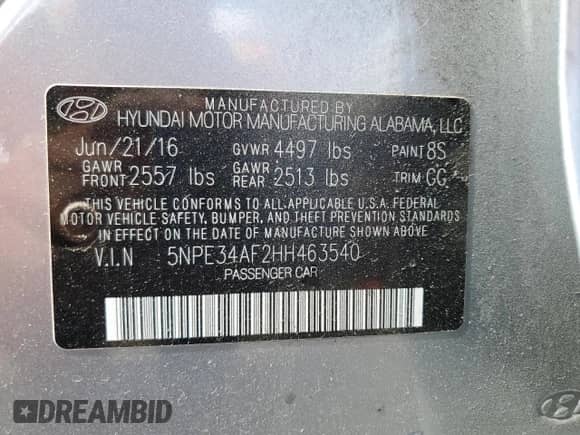 MANUFACTURED BY
HYUNDAI MOTOR MANUFACTURING ALABAMA, LLC
Jun/21/16 GVWR 4497 lbs PAINT 8S
GAWR FRONT 2557 lbs GAWR REAR 2513 lbs TRIM GG
THIS VEHICLE CONFORMS TO ALL APPLICABLE U.S.A. FEDERAL
MOTOR VEHICLE SAFETY, BUMPER, AND THEFT PREVENTION STANDARDS
IN EFFECT ON THE DATE OF MANUFACTURE SHOWN ABOVE
V.I.N 5NPE34AF2HH463540
PASSENGER CAR
DREAMBID